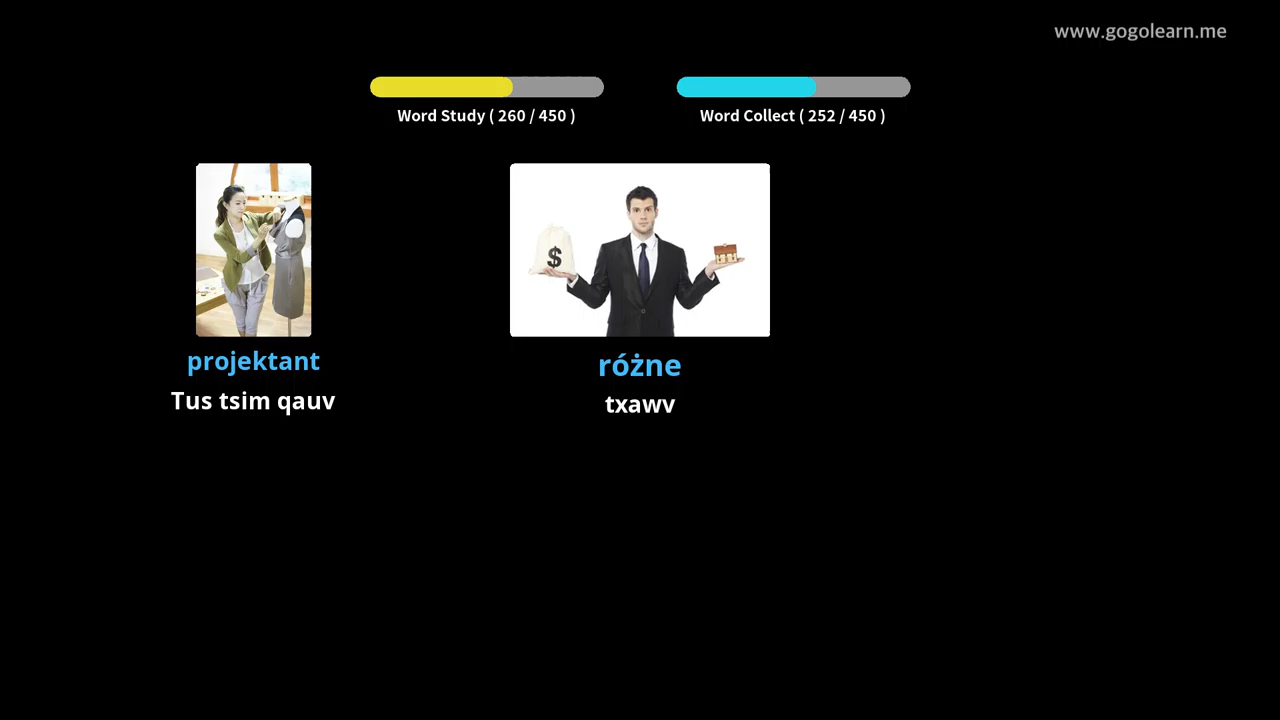 www.gogolearn.me
Word Study ( 260 / 450 )
Word Collect ( 252 / 450 )
$
projektant
różne
Tus tsim qauv
txawv